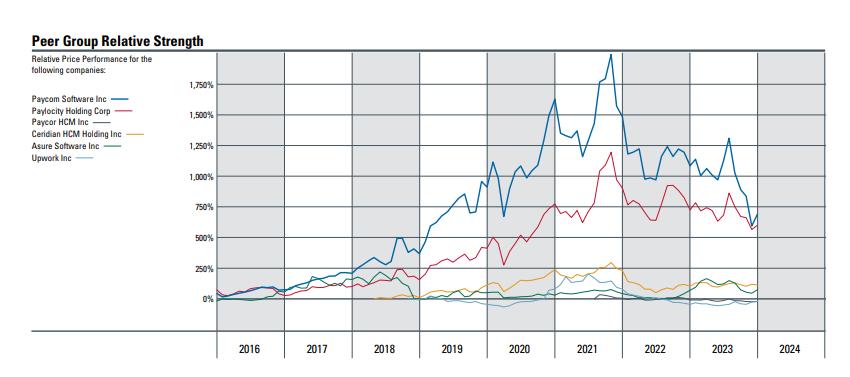 Peer Group Relative Strength
Relative Price Performance for the
following companies:
Paycom Software Inc
Paylocity Holding Corp
Paycor HCM Inc
Ceridian HCM Holding Inc
Asure Software Inc
Upwork Inc
1,750%
1,500%
1,250%
1,000%
750%
500%
250%
0%
2016 2017 2018 2019 2020 2021 2022 2023 2024